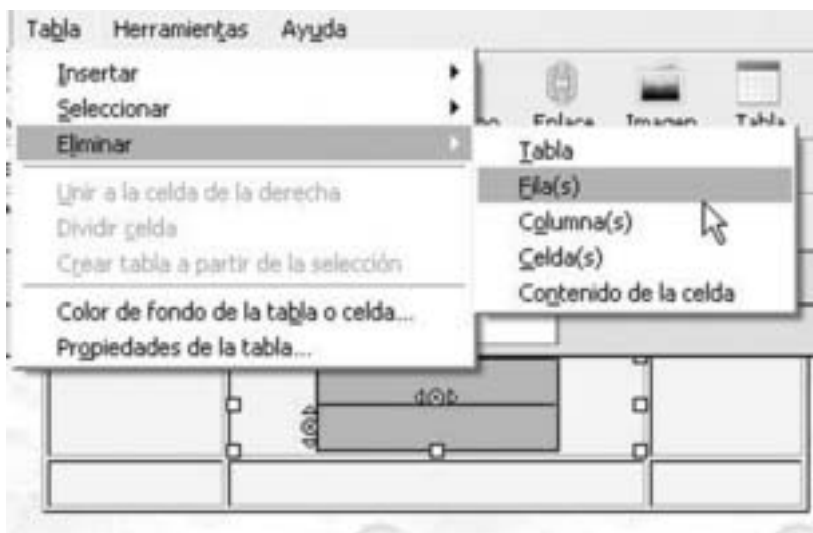 Tabla Herramientas Ayuda
Insertar
Seleccionar
Eliminar
Unir a la celda de la derecha
Dividir celda
Crear tabla a partir de la selección
Color de fondo de la tabla o celda...
Propiedades de la tabla...
Enlace Imagen Tabla
Tabla
Fila(s)
Columna(s)
Celda(s)
Contenido de la celda